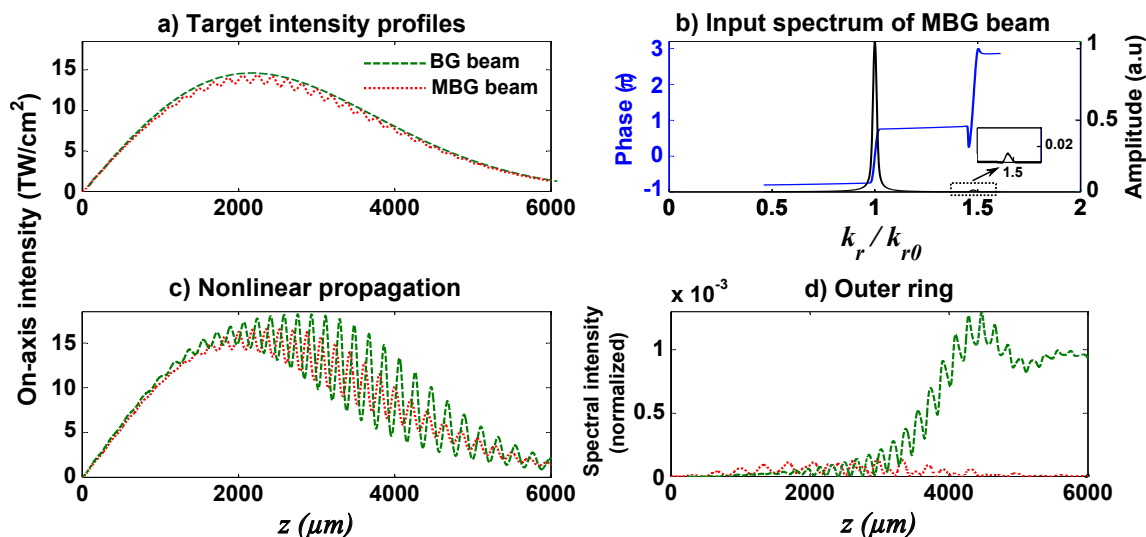 a) Target intensity profiles
15
10
5
0
0
2000
4000
6000
BG beam
MBG beam
On-axis intensity (TW/cm²)
b) Input spectrum of MBG beam
Phase (π)
3
2
1
0
-1
0
0.5
1
1.5
2
1
0.5
0
Amplitude (a.u)
0.02
1.5
k_r / k_r0
c) Nonlinear propagation
15
10
5
0
0
2000
4000
6000
z (μm)
x 10⁻³
d) Outer ring
Spectral intensity
(normalized)
1
0.5
0
0
2000
4000
6000
z (μm)